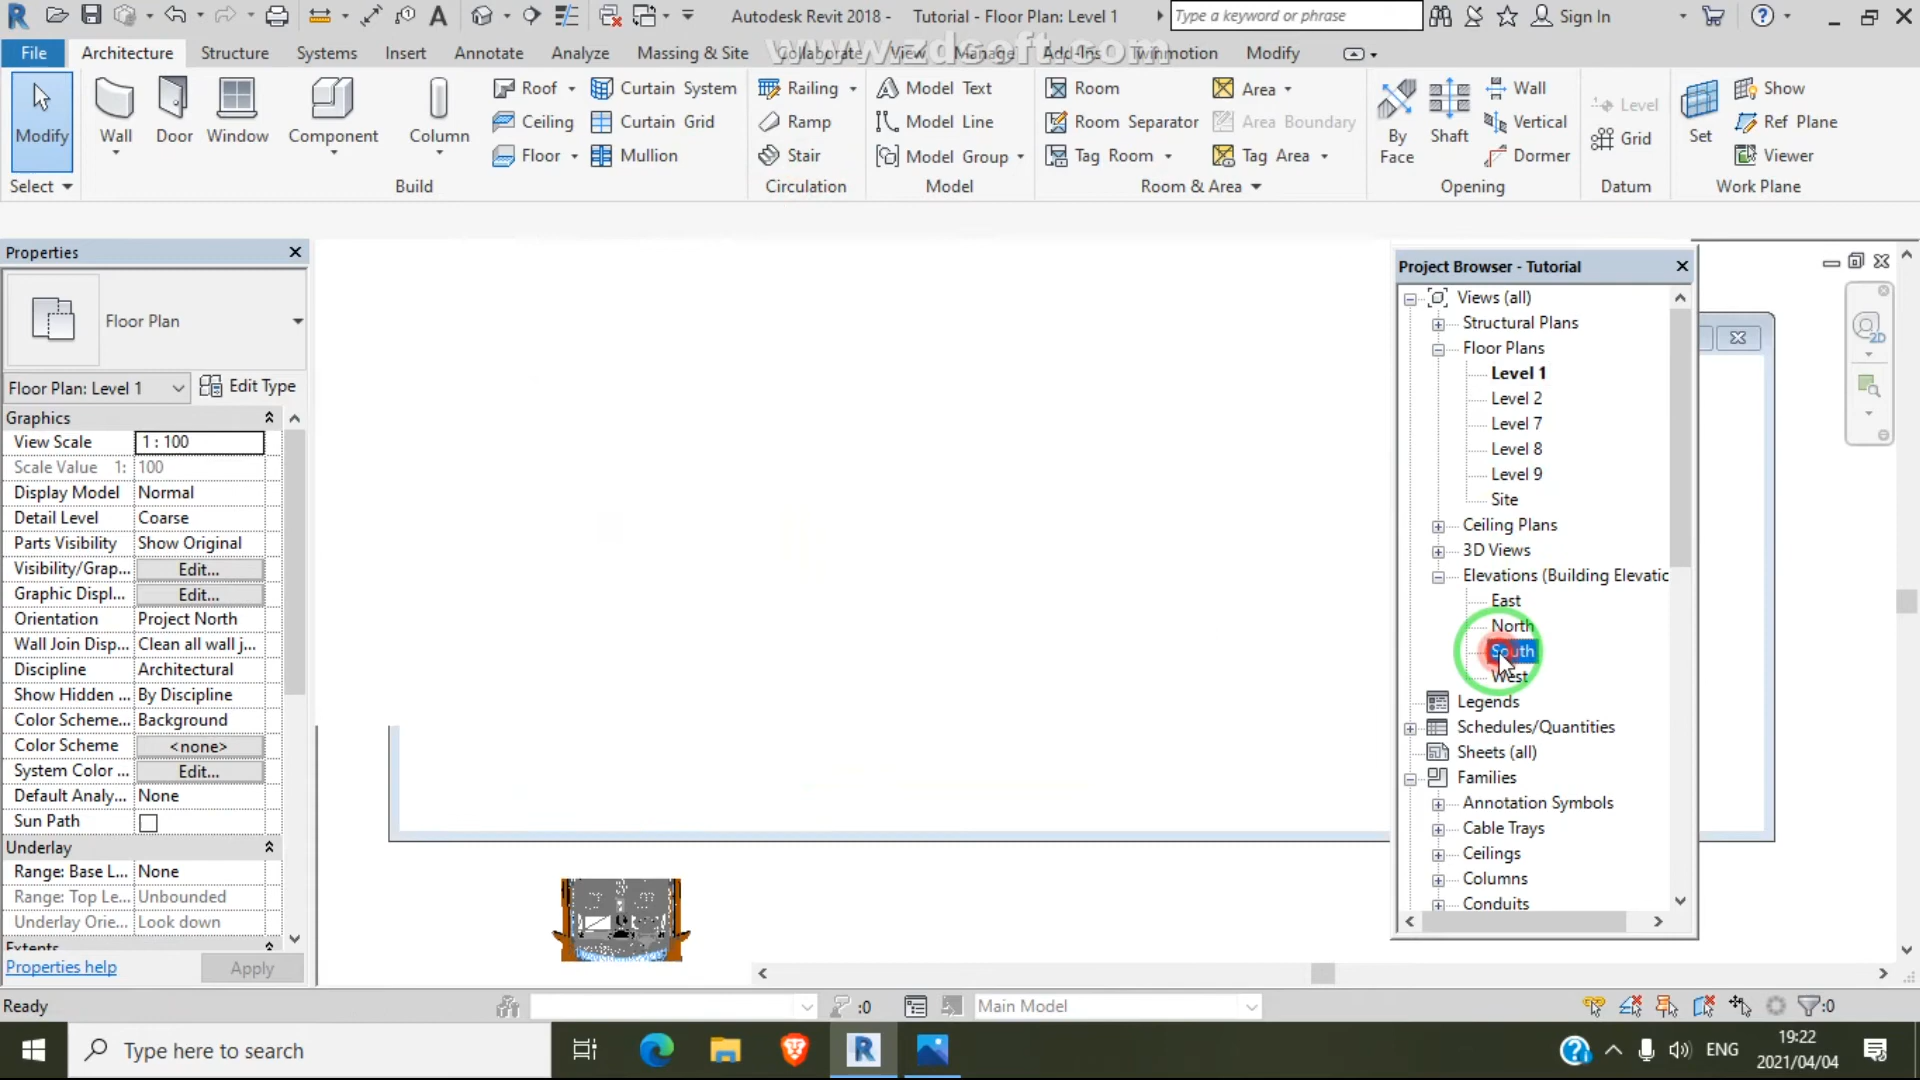 Autodesk Revit 2018 -    Tutorial - Floor Plan: Level 1
Type a keyword or phrase
Sign In
File Architecture Structure Systems Insert Annotate Analyze Massing & Site Collaborate View Manage Add-Ins Twinmotion Modify
www.zdsoft.com
Modify
Wall
Door
Window
Component
Column
Roof
Ceiling
Floor
Curtain System
Curtain Grid
Mullion
Railing
Ramp
Stair
Model Text
Model Line
Model Group
Room
Room Separator
Tag Room
Area
Area Boundary
Tag Area
By
Face
Shaft
Wall
Vertical
Dormer
Level
Grid
Set
Show
Ref Plane
Viewer
Select Build Circulation Model Room & Area Opening Datum Work Plane
Properties
Floor Plan
Floor Plan: Level 1 Edit Type
Graphics
View Scale 1 : 100
Scale Value 1: 100
Display Model Normal
Detail Level Coarse
Parts Visibility Show Original
Visibility/Grap... Edit...
Graphic Displ... Edit...
Orientation Project North
Wall Join Disp... Clean all wall j...
Discipline Architectural
Show Hidden ... By Discipline
Color Scheme... Background
Color Scheme <none>
System Color ... Edit...
Default Analy... None
Sun Path
Underlay
Range: Base L... None
Range: Top Le... Unbounded
Underlay Orie... Look down
Extents
Properties help Apply
Project Browser - Tutorial
Views (all)
Structural Plans
Floor Plans
Level 1
Level 2
Level 7
Level 8
Level 9
Site
Ceiling Plans
3D Views
Elevations (Building Elevatic
East
North
South
West
Legends
Schedules/Quantities
Sheets (all)
Families
Annotation Symbols
Cable Trays
Ceilings
Columns
Conduits
2D
Ready
:0
Main Model
:0
Type here to search
ENG
19:22
2021/04/04